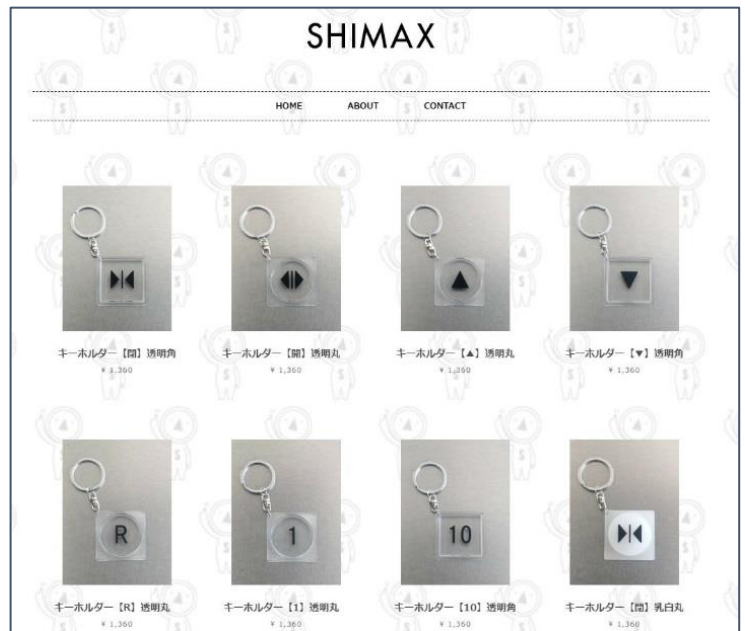 SHIMAX
HOME ABOUT CONTACT
キーホルダー【閉】透明角
¥ 1,360
キーホルダー【開】透明丸
¥ 1,360
▲
キーホルダー【▲】透明丸
¥ 1,360
▼
キーホルダー【▼】透明角
¥ 1,360
R
キーホルダー【R】透明丸
¥ 1,360
1
キーホルダー【1】透明丸
¥ 1,360
10
キーホルダー【10】透明角
¥ 1,360
キーホルダー【閉】乳白丸
¥ 1,360